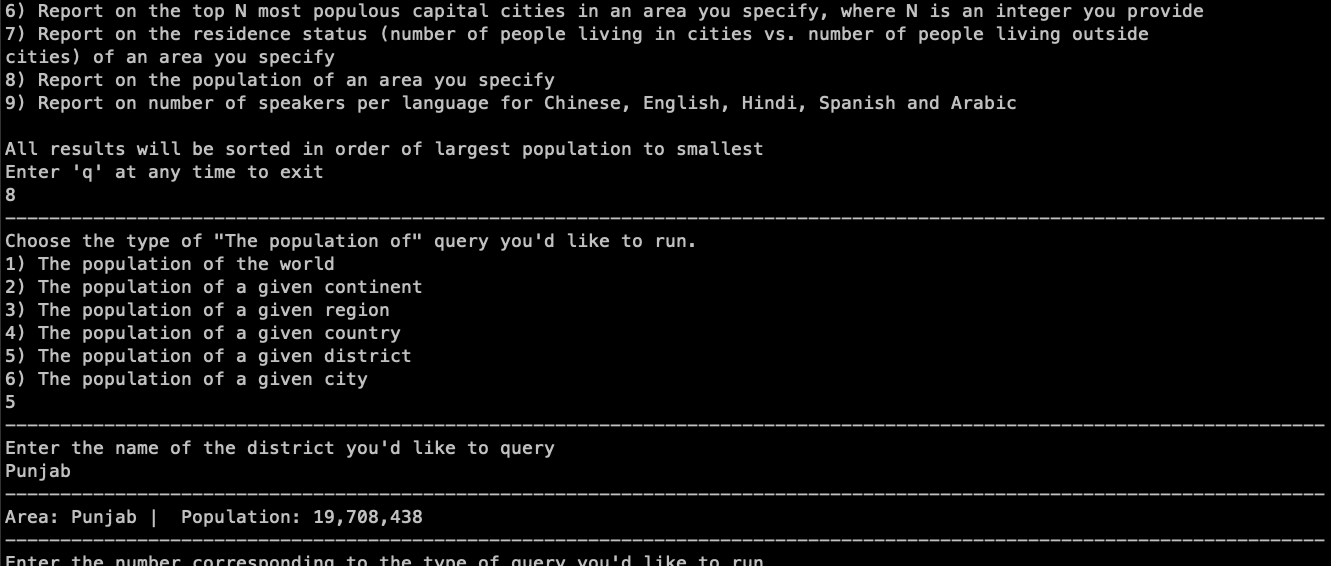 6) Report on the top N most populous capital cities in an area you specify, where N is an integer you provide
7) Report on the residence status (number of people living in cities vs. number of people living outside
cities) of an area you specify
8) Report on the population of an area you specify
9) Report on number of speakers per language for Chinese, English, Hindi, Spanish and Arabic
All results will be sorted in order of largest population to smallest
Enter 'q' at any time to exit
8
Choose the type of "The population of" query you'd like to run.
1) The population of the world
2) The population of a given continent
3) The population of a given region
4) The population of a given country
5) The population of a given district
6) The population of a given city
5
Enter the name of the district you'd like to query
Punjab
Area: Punjab |  Population: 19,708,438
Enter the number corresponding to the type of query you'd like to run